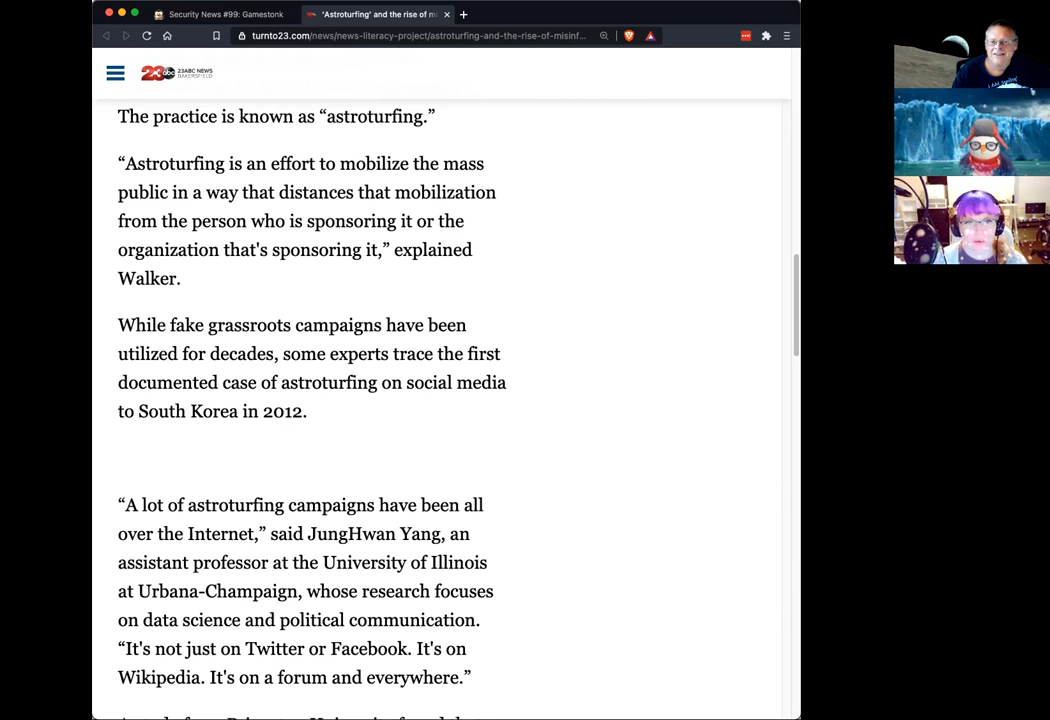 Security News #99: Gamestonk
'Astroturfing' and the rise of m
turnto23.com/news/news-literacy-project/astroturfing-and-the-rise-of-misinf...
23 abc 23ABC NEWS
BAKERSFIELD
The practice is known as “astroturfing.”
“Astroturfing is an effort to mobilize the mass
public in a way that distances that mobilization
from the person who is sponsoring it or the
organization that's sponsoring it,” explained
Walker.
While fake grassroots campaigns have been
utilized for decades, some experts trace the first
documented case of astroturfing on social media
to South Korea in 2012.
“A lot of astroturfing campaigns have been all
over the Internet,” said JungHwan Yang, an
assistant professor at the University of Illinois
at Urbana-Champaign, whose research focuses
on data science and political communication.
“It's not just on Twitter or Facebook. It's on
Wikipedia. It's on a forum and everywhere.”